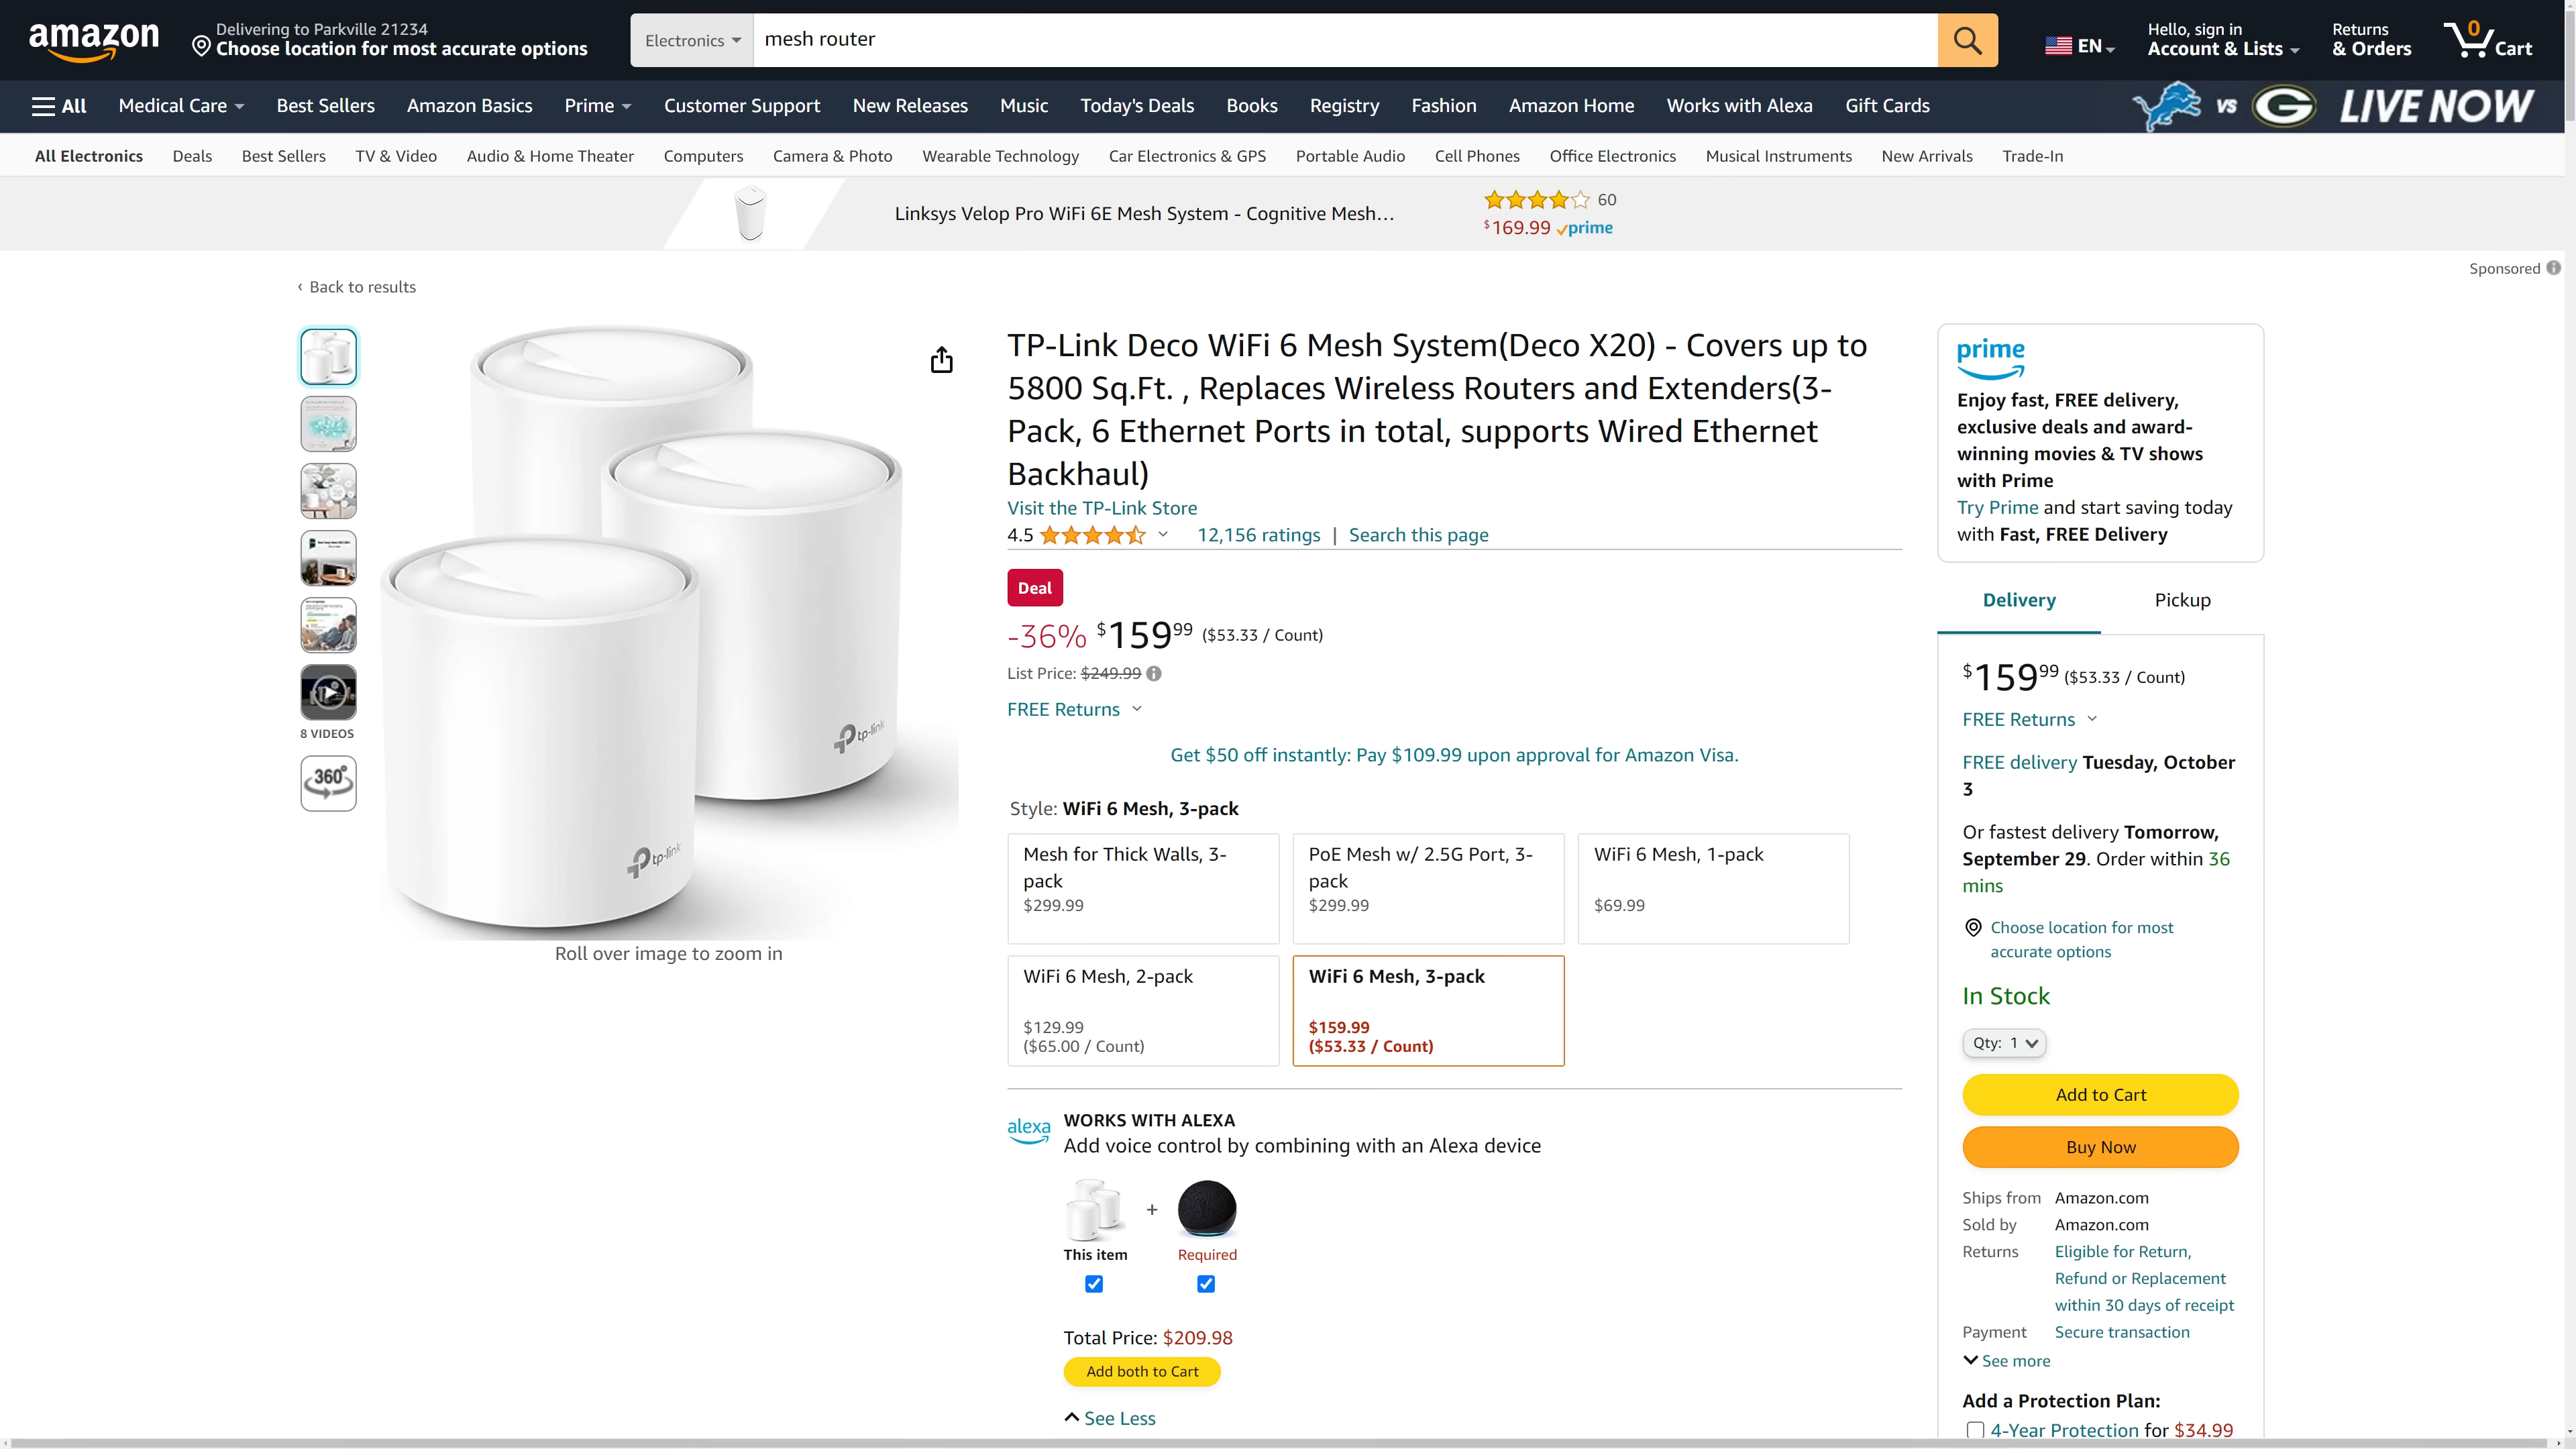 amazon
Delivering to Parkville 21234
Choose location for most accurate options
Electronics
mesh router
EN
Hello, sign in
Account & Lists
Returns
& Orders
0
Cart
All
Medical Care
Best Sellers
Amazon Basics
Prime
Customer Support
New Releases
Music
Today's Deals
Books
Registry
Fashion
Amazon Home
Works with Alexa
Gift Cards
VS
G
LIVE NOW
All Electronics
Deals
Best Sellers
TV & Video
Audio & Home Theater
Computers
Camera & Photo
Wearable Technology
Car Electronics & GPS
Portable Audio
Cell Phones
Office Electronics
Musical Instruments
New Arrivals
Trade-In
Linksys Velop Pro WiFi 6E Mesh System - Cognitive Mesh…
60
$169.99 prime
Sponsored
‹ Back to results
8 VIDEOS
360°
tp-link
tp-link
Roll over image to zoom in
TP-Link Deco WiFi 6 Mesh System(Deco X20) - Covers up to
5800 Sq.Ft. , Replaces Wireless Routers and Extenders(3-
Pack, 6 Ethernet Ports in total, supports Wired Ethernet
Backhaul)
Visit the TP-Link Store
4.5
12,156 ratings | Search this page
Deal
-36% $159.99 ($53.33 / Count)
List Price: $249.99
FREE Returns
Get $50 off instantly: Pay $109.99 upon approval for Amazon Visa.
Style: WiFi 6 Mesh, 3-pack
Mesh for Thick Walls, 3-
pack
$299.99
PoE Mesh w/ 2.5G Port, 3-
pack
$299.99
WiFi 6 Mesh, 1-pack
$69.99
WiFi 6 Mesh, 2-pack
$129.99
($65.00 / Count)
WiFi 6 Mesh, 3-pack
$159.99
($53.33 / Count)
alexa
WORKS WITH ALEXA
Add voice control by combining with an Alexa device
+
This item
Required
Total Price: $209.98
Add both to Cart
See Less
prime
Enjoy fast, FREE delivery,
exclusive deals and award-
winning movies & TV shows
with Prime
Try Prime and start saving today
with Fast, FREE Delivery
Delivery
Pickup
$159.99 ($53.33 / Count)
FREE Returns
FREE delivery Tuesday, October
3
Or fastest delivery Tomorrow,
September 29. Order within 36
mins
Choose location for most
accurate options
In Stock
Qty: 1
Add to Cart
Buy Now
Ships from Amazon.com
Sold by Amazon.com
Returns Eligible for Return,
Refund or Replacement
within 30 days of receipt
Payment Secure transaction
See more
Add a Protection Plan:
4-Year Protection for $34.99